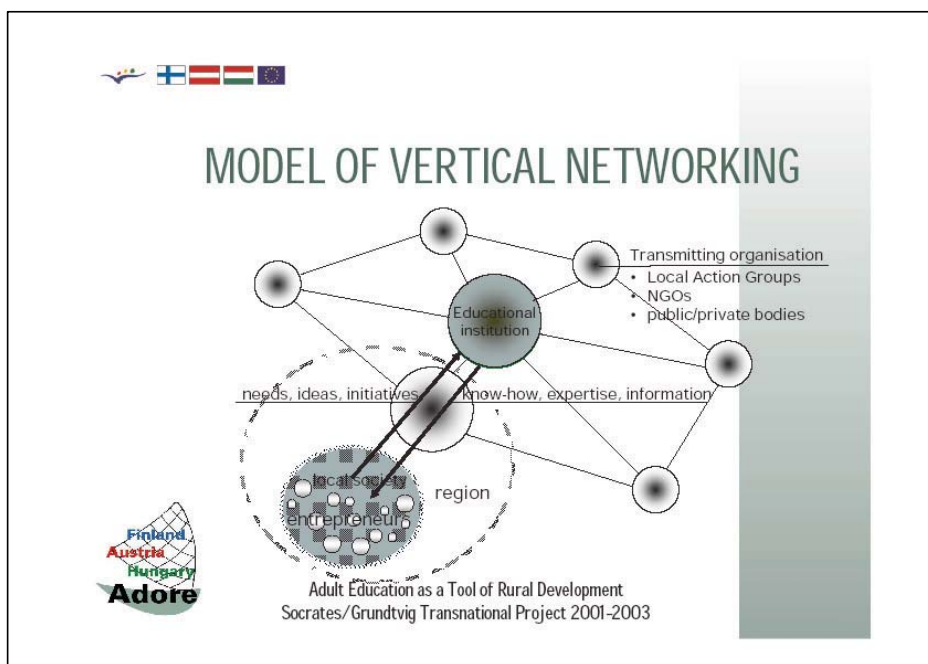 MODEL OF VERTICAL NETWORKING
Transmitting organisation
• Local Action Groups
• NGOs
• public/private bodies
Educational
institution
needs, ideas, initiatives
know-how, expertise, information
local society
region
entrepreneurs
Finland
Austria
Hungary
Adore
Adult Education as a Tool of Rural Development
Socrates/Grundtvig Transnational Project 2001-2003